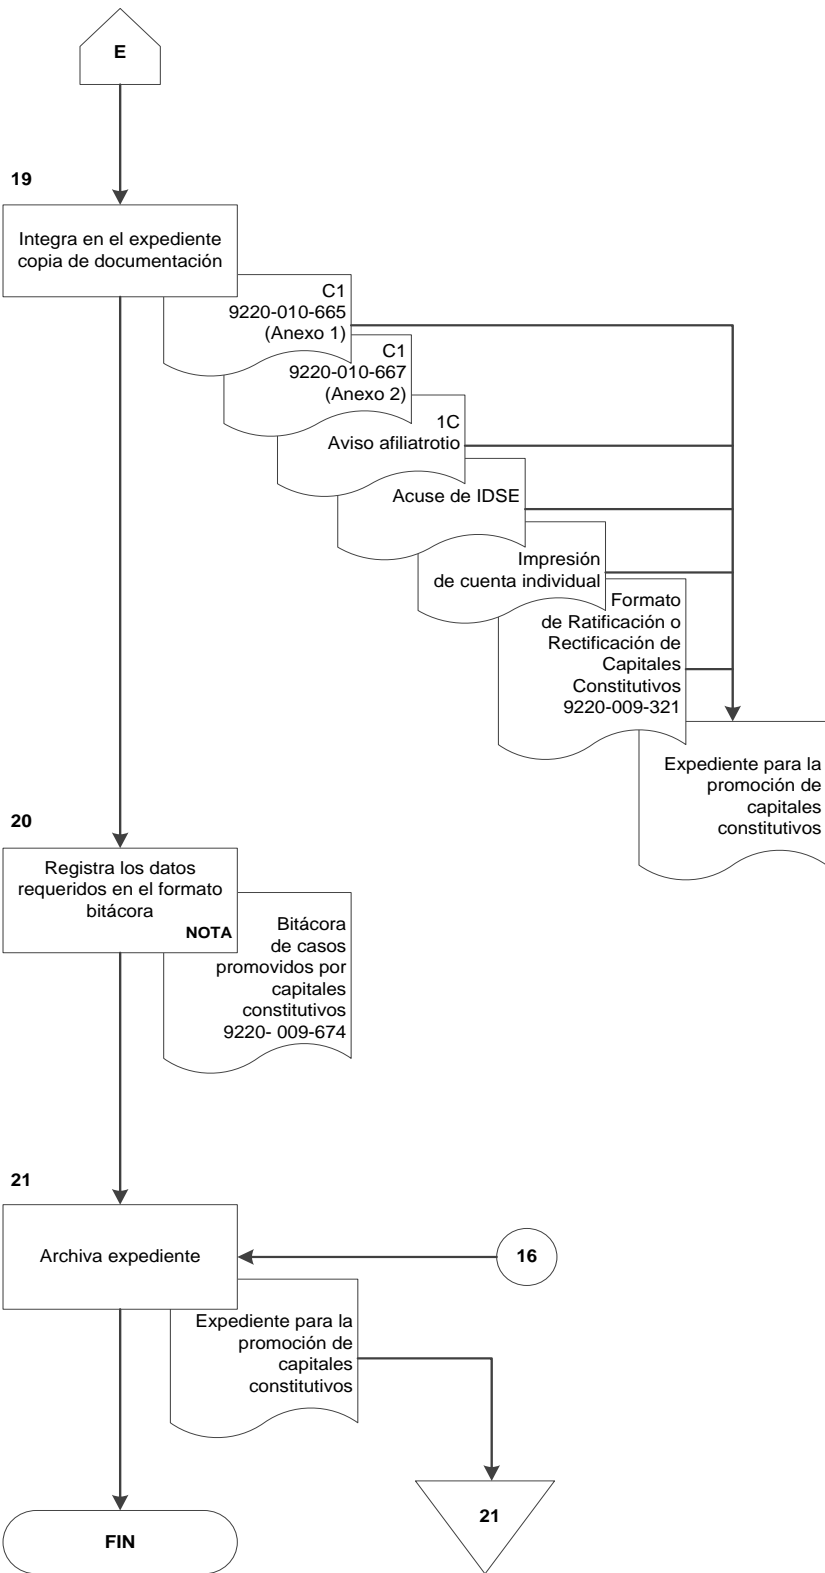 E
19
Integra en el expediente
copia de documentación
C1
9220-010-665
(Anexo 1)
C1
9220-010-667
(Anexo 2)
1C
Aviso afiliatrotio
Acuse de IDSE
Impresión
de cuenta individual
Formato
de Ratificación o
Rectificación de
Capitales
Constitutivos
9220-009-321
Expediente para la
promoción de
capitales
constitutivos
20
Registra los datos
requeridos en el formato
bitácora
NOTA
Bitácora
de casos
promovidos por
capitales
constitutivos
9220- 009-674
21
Archiva expediente
16
Expediente para la
promoción de
capitales
constitutivos
21
FIN